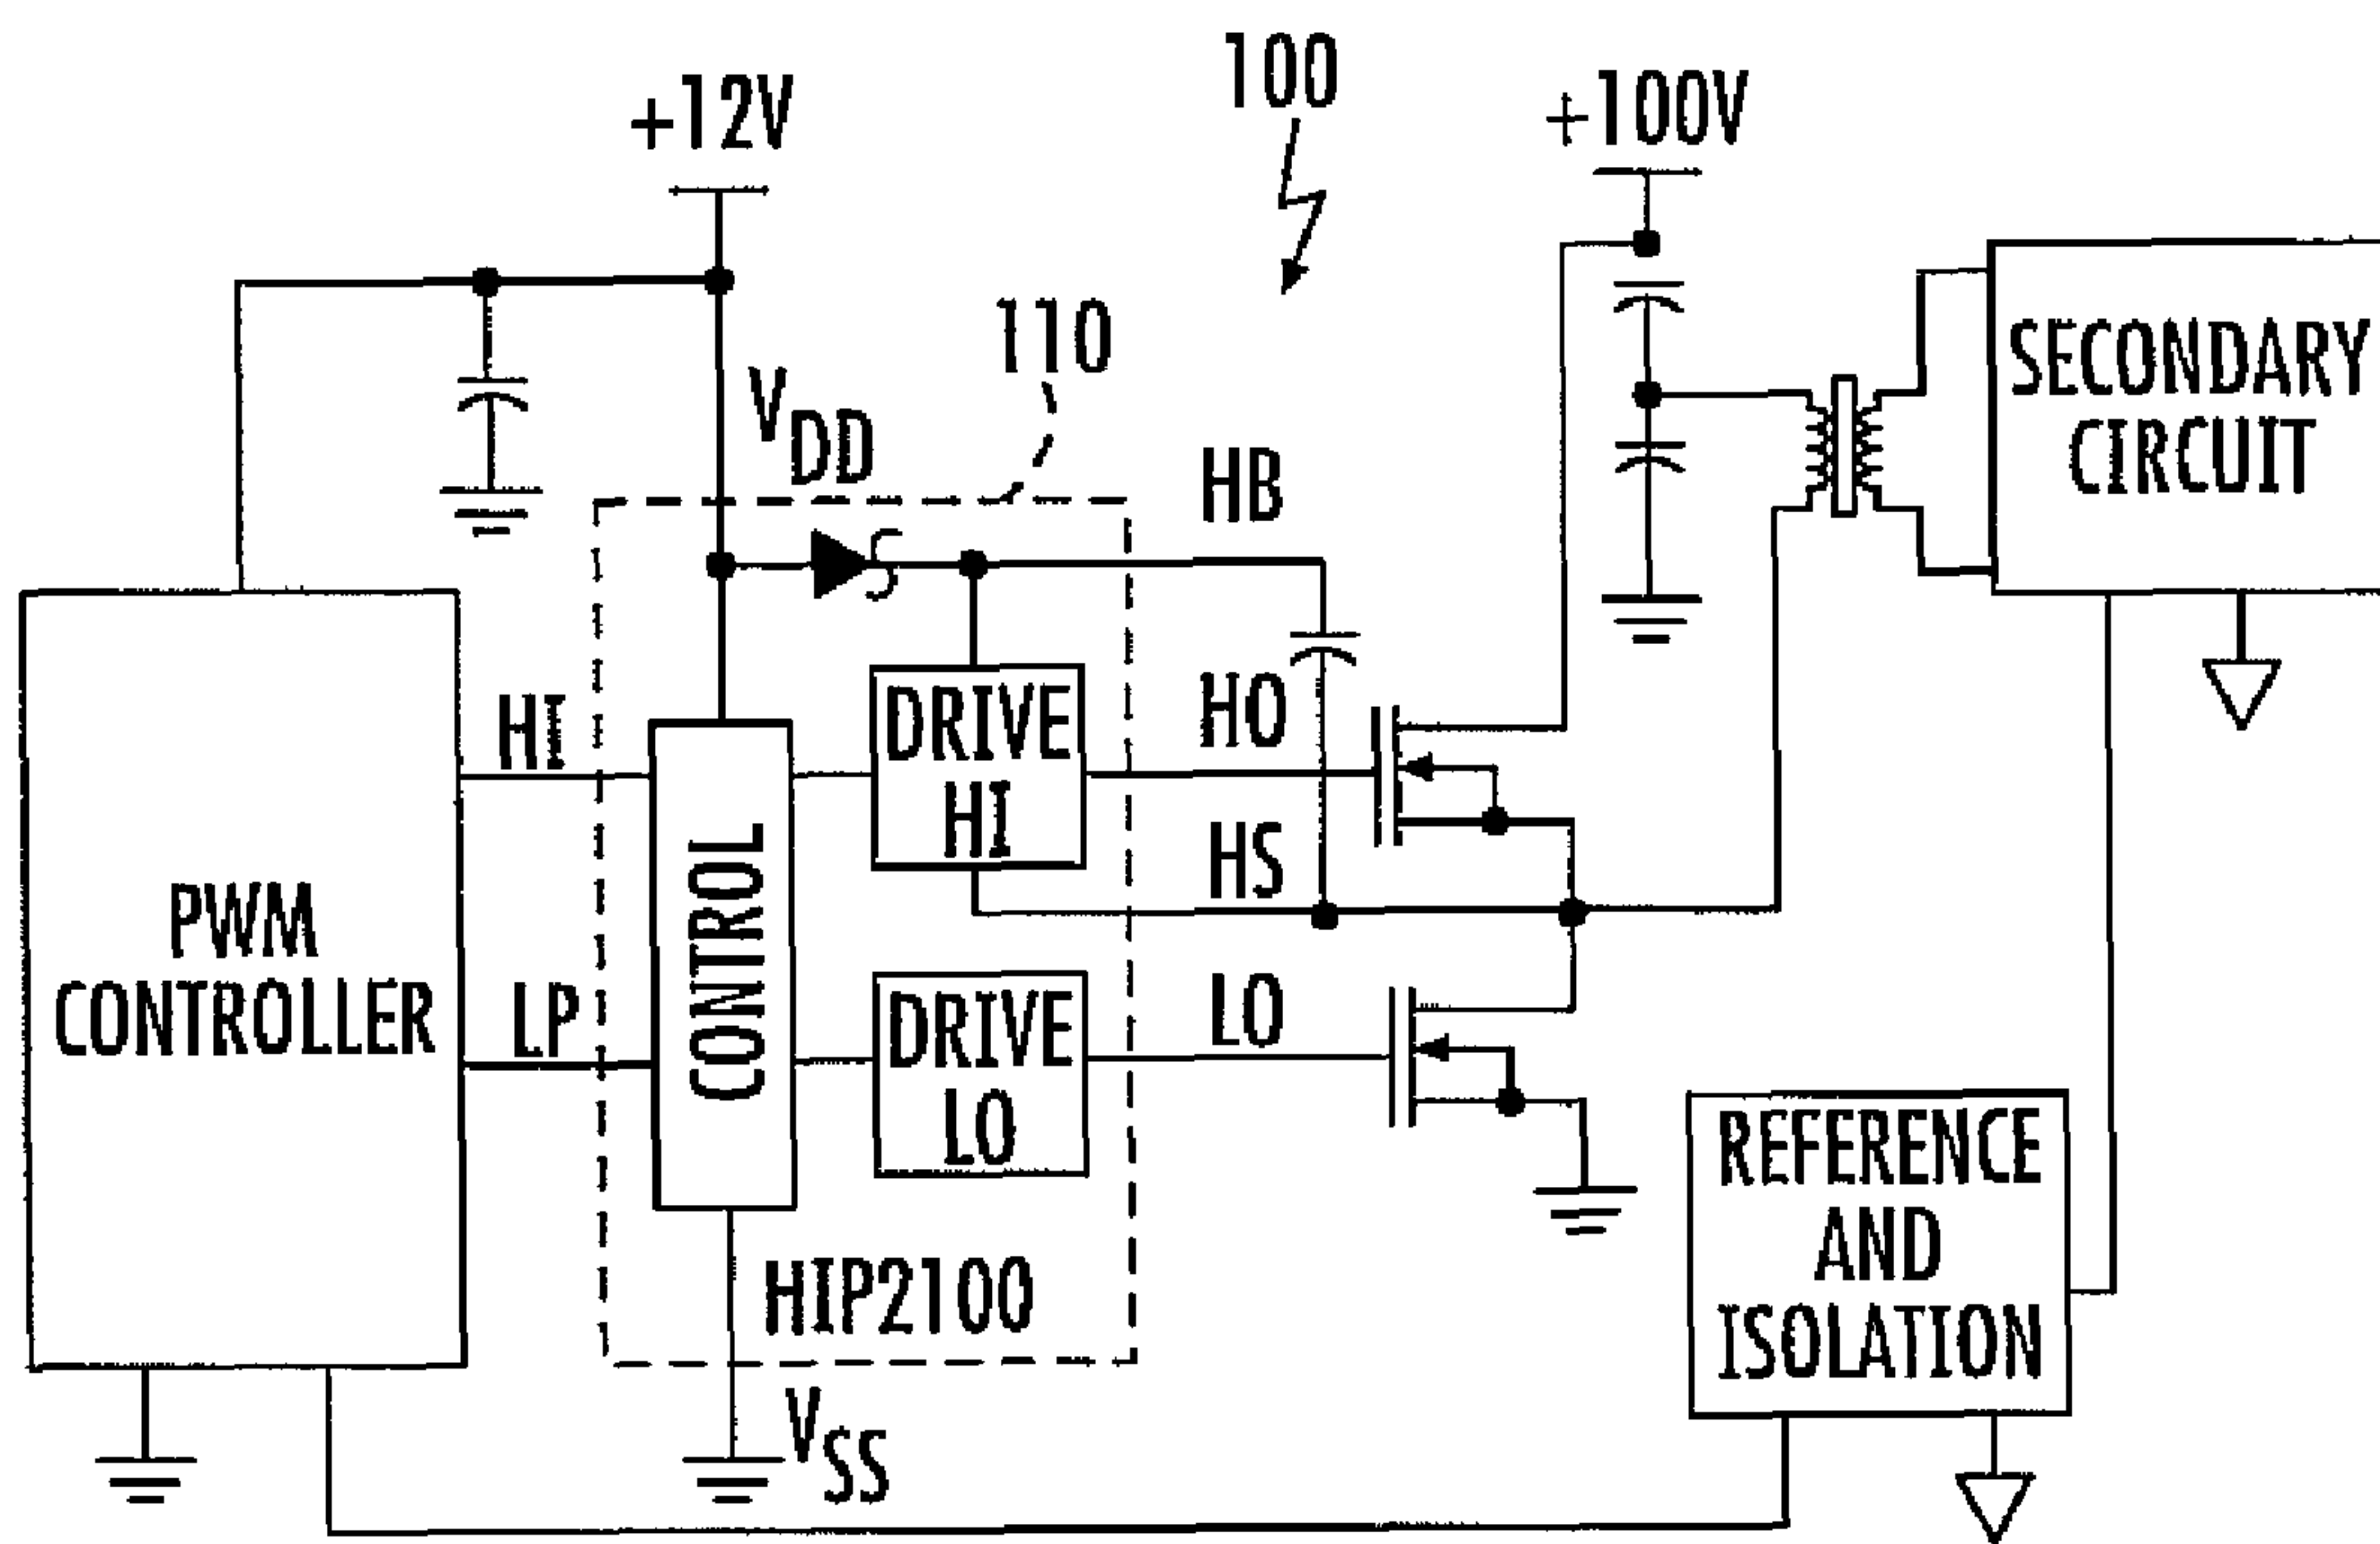 100
+12V
+100V
110
VDD
SECONDARY
CIRCUIT
HB
HI
DRIVE
HI
HO
HS
PWM
CONTROLLER
CONTROL
LP
DRIVE
LO
LO
REFERENCE
AND
ISOLATION
HIP2100
VSS